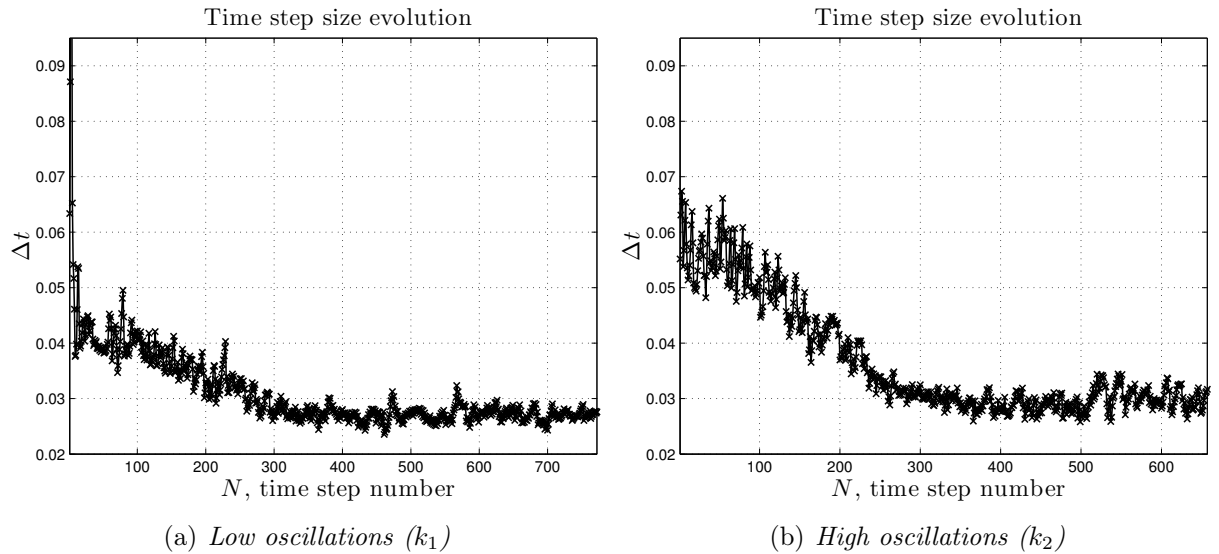 Time step size evolution
0.09
0.08
0.07
0.06
0.05
0.04
0.03
0.02
Δt
100 200 300 400 500 600 700
N, time step number
(a) Low oscillations (k₁)
Time step size evolution
0.09
0.08
0.07
0.06
0.05
0.04
0.03
0.02
Δt
100 200 300 400 500 600
N, time step number
(b) High oscillations (k₂)